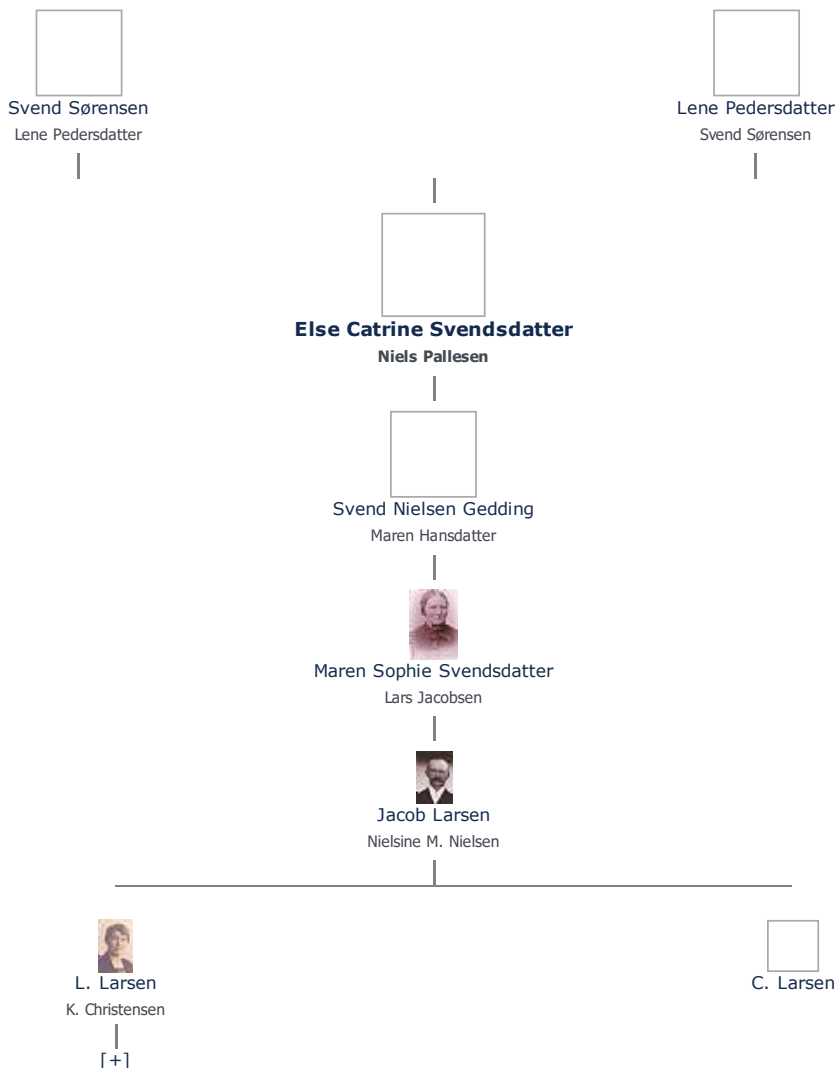 Svend Sørensen
Lene Pedersdatter
Lene Pedersdatter
Svend Sørensen
Else Catrine Svendsdatter
Niels Pallesen
Svend Nielsen Gedding
Maren Hansdatter
Maren Sophie Svendsdatter
Lars Jacobsen
Jacob Larsen
Nielsine M. Nielsen
L. Larsen
K. Christensen
[+]
C. Larsen